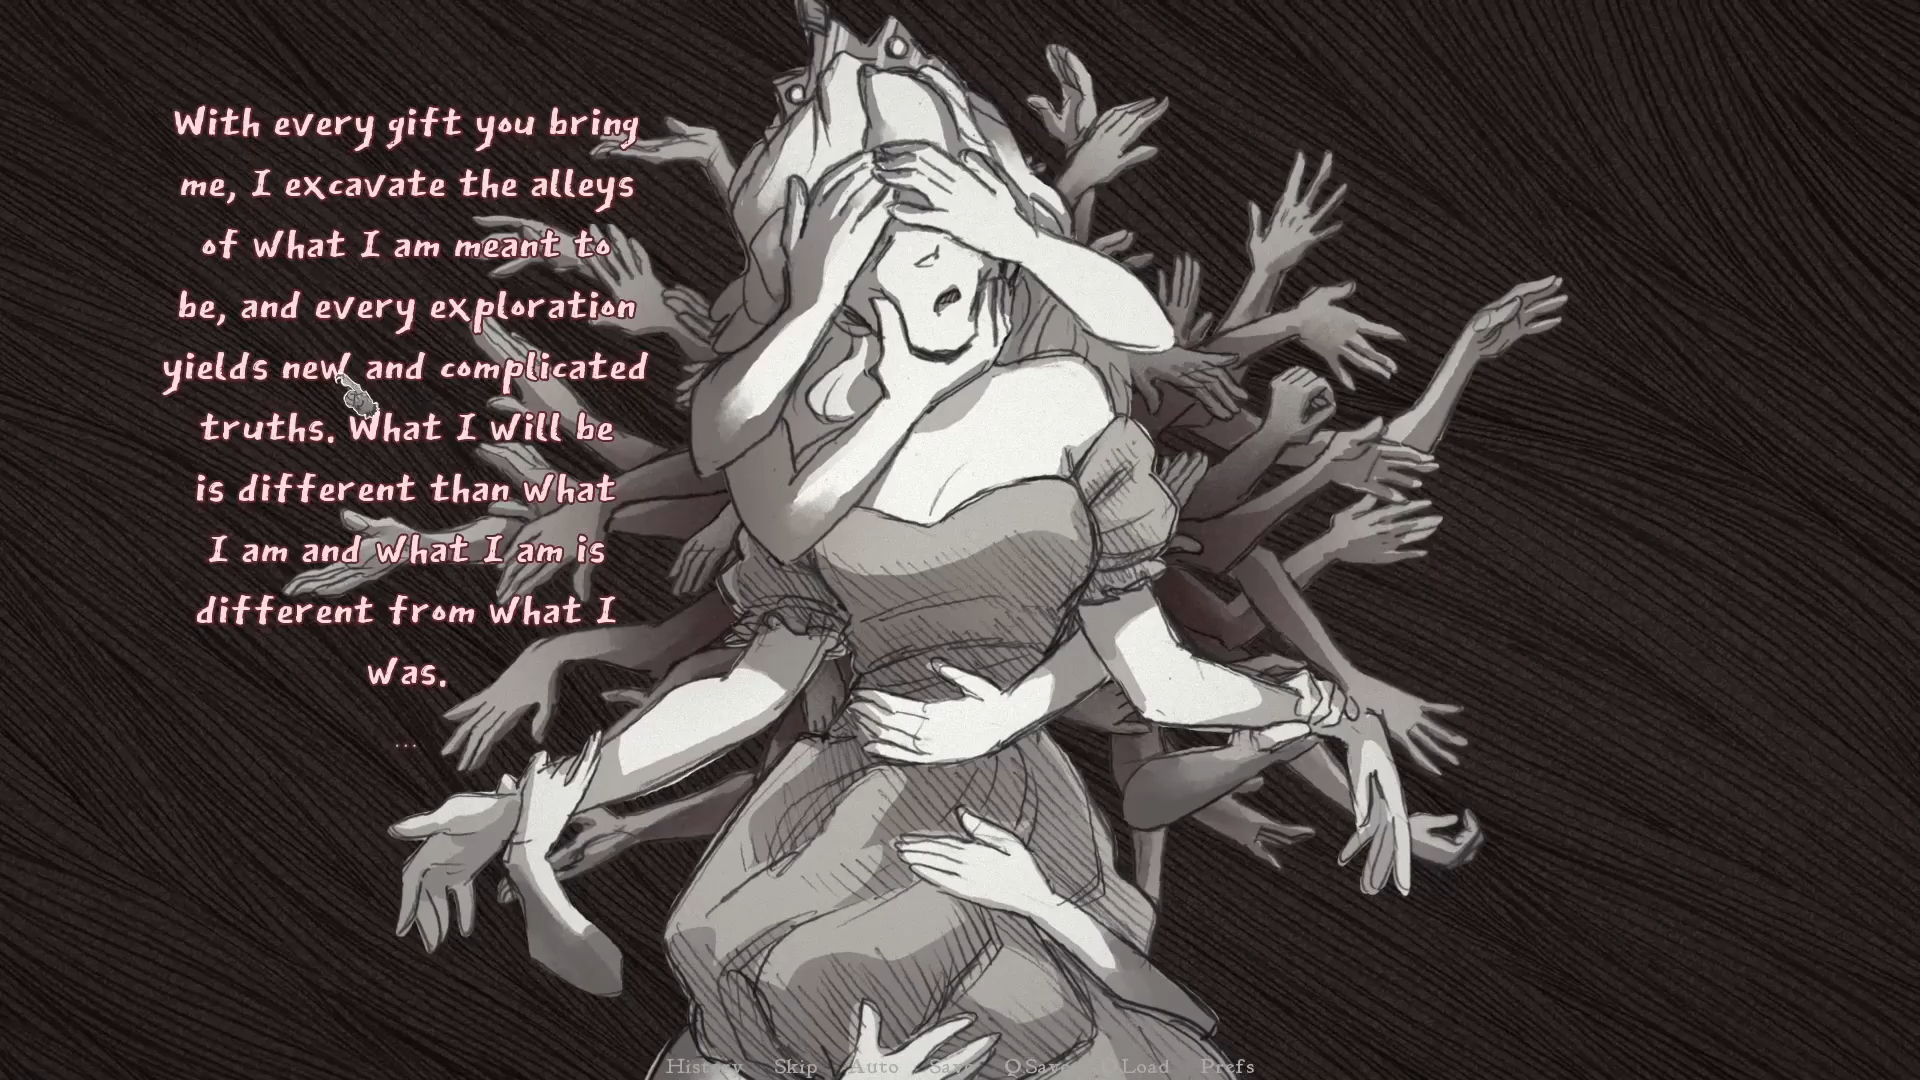 With every gift you bring
me, I excavate the alleys
of what I am meant to
be, and every exploration
yields new and complicated
truths. What I will be
is different than what
I am and what I am is
different from what I
was.
...
History Skip Auto Save Q.Save Q.Load Prefs